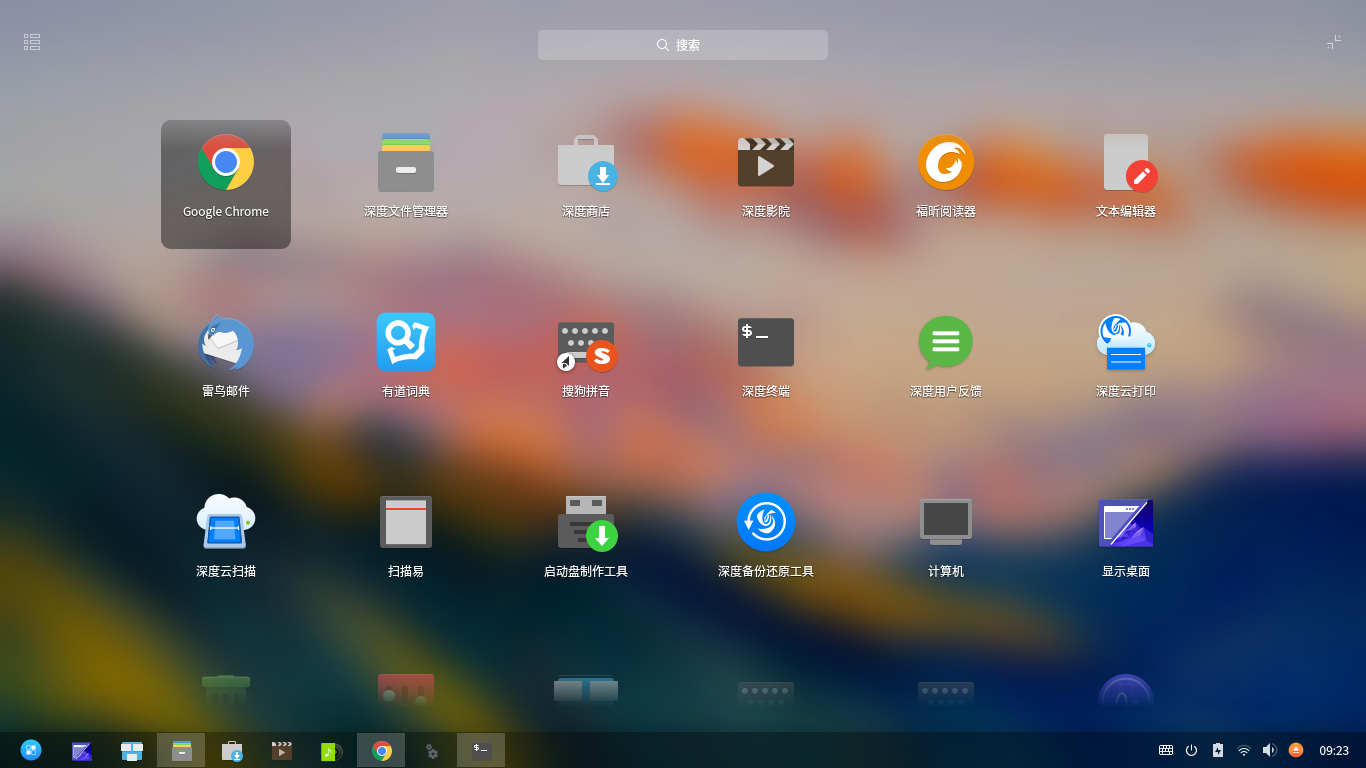 搜索
Google Chrome
深度文件管理器
深度商店
深度影院
福昕阅读器
文本编辑器
雷鸟邮件
有道词典
搜狗拼音
深度终端
深度用户反馈
深度云打印
深度云扫描
扫描易
启动盘制作工具
深度备份还原工具
计算机
显示桌面
09:23